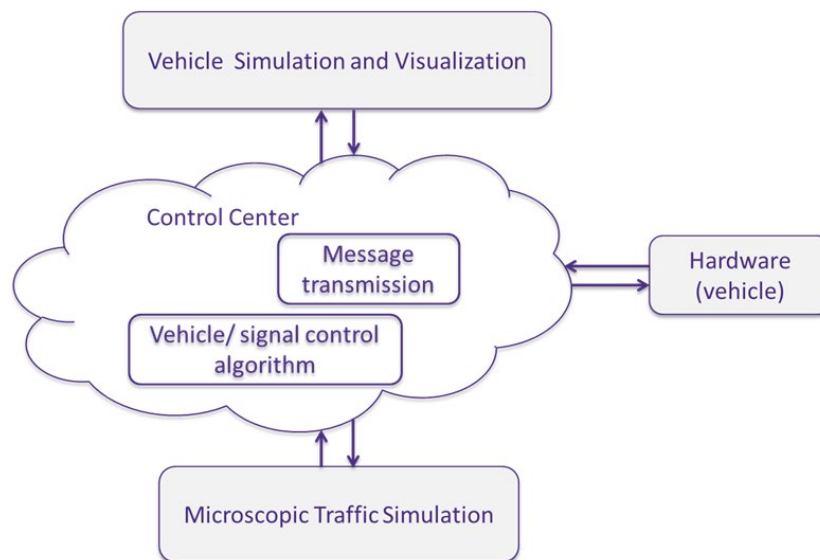 Vehicle Simulation and Visualization
Control Center
Message
transmission
Hardware
(vehicle)
Vehicle/ signal control
algorithm
Microscopic Traffic Simulation